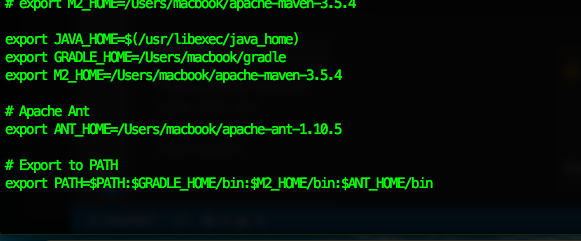 # export M2_HOME=/Users/macbook/apache-maven-3.5.4
export JAVA_HOME=$(/usr/libexec/java_home)
export GRADLE_HOME=/Users/macbook/gradle
export M2_HOME=/Users/macbook/apache-maven-3.5.4
# Apache Ant
export ANT_HOME=/Users/macbook/apache-ant-1.10.5
# Export to PATH
export PATH=$PATH:$GRADLE_HOME/bin:$M2_HOME/bin:$ANT_HOME/bin